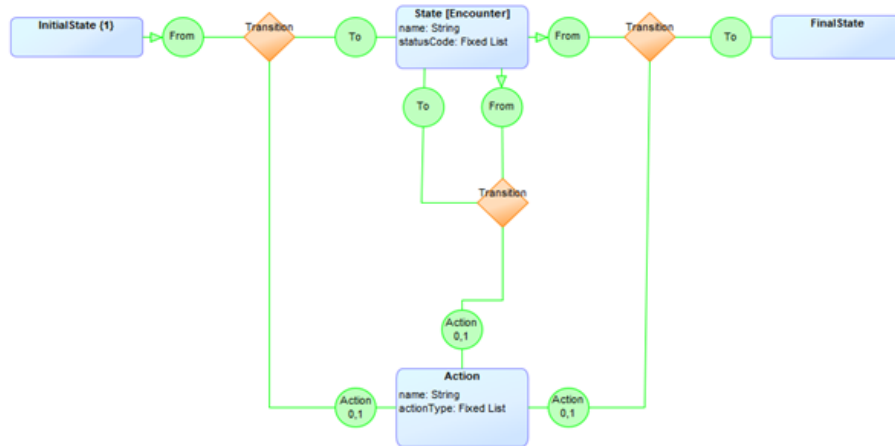 InitialState {1}
From
Transition
To
State [Encounter]
name: String
statusCode: Fixed List
From
Transition
To
FinalState
To
From
Transition
Action
0,1
Action
0,1
Action
name: String
actionType: Fixed List
Action
0,1